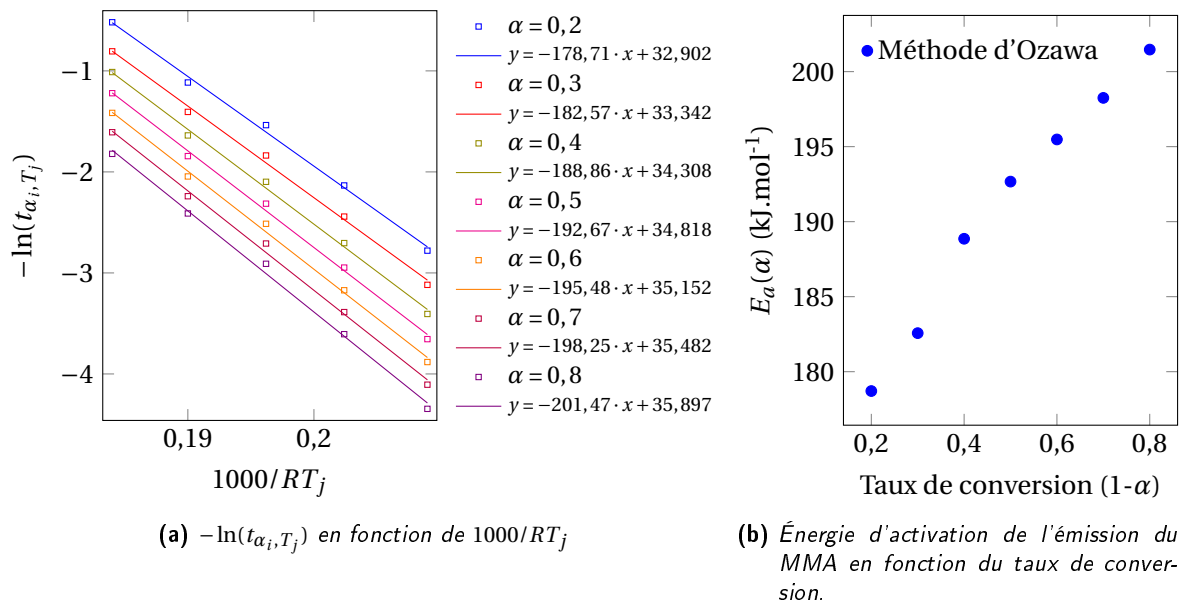 −1
−2
−3
−4
0,19
0,2
−ln(t_{α_i,T_j})
1000/RT_j
α = 0,2
y = −178,71 · x + 32,902
α = 0,3
y = −182,57 · x + 33,342
α = 0,4
y = −188,86 · x + 34,308
α = 0,5
y = −192,67 · x + 34,818
α = 0,6
y = −195,48 · x + 35,152
α = 0,7
y = −198,25 · x + 35,482
α = 0,8
y = −201,47 · x + 35,897
(a) −ln(t_{α_i,T_j}) en fonction de 1000/RT_j
Méthode d'Ozawa
200
195
190
185
180
0,2
0,4
0,6
0,8
E_a(α) (kJ.mol⁻¹)
Taux de conversion (1-α)
(b) Énergie d'activation de l'émission du
MMA en fonction du taux de conver-
sion.